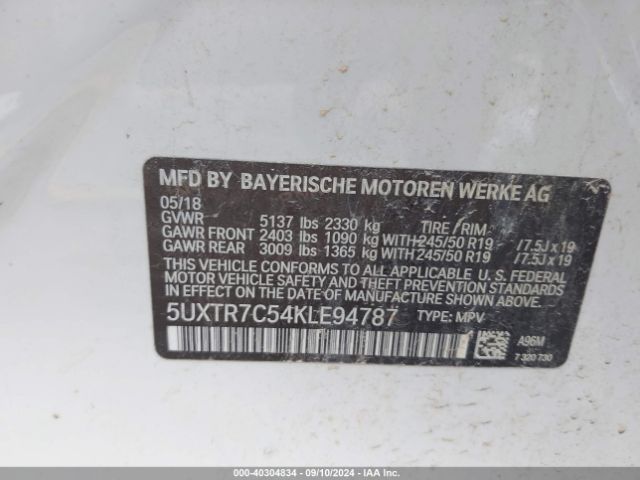 MFD BY BAYERISCHE MOTOREN WERKE AG
05/18
GVWR 5137 lbs 2330 kg TIRE / RIM
GAWR FRONT 2403 lbs 1090 kg WITH 245/50 R19 / 7.5J x 19
GAWR REAR 3009 lbs 1365 kg WITH 245/50 R19 / 7.5J x 19
THIS VEHICLE CONFORMS TO ALL APPLICABLE U. S. FEDERAL
MOTOR VEHICLE SAFETY AND THEFT PREVENTION STANDARDS
IN EFFECT ON THE DATE OF MANUFACTURE SHOWN ABOVE.
5UXTR7C54KLE94787 TYPE: MPV
A96M
7 320 730
000-40304834 - 09/10/2024 - IAA Inc.